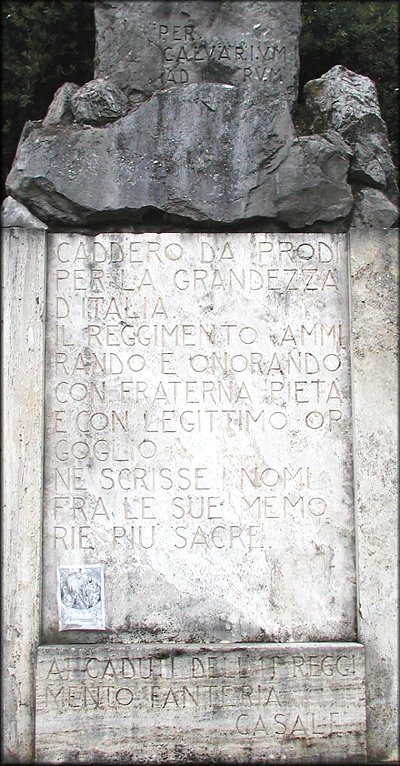 PER
CALVARIVM
AD RVM
CADDERO DA PRODI
PER LA GRANDEZZA
D'ITALIA.
IL REGGIMENTO AMMI
RANDO E ONORANDO
CON FRATERNA PIETÀ
E CON LEGITTIMO OR
GOGLIO
NE SCRISSE I NOMI
FRA LE SUE MEMO
RIE PIU SACRE.
AI CADUTI DELL'11 REGGI
MENTO FANTERIA
CASALE